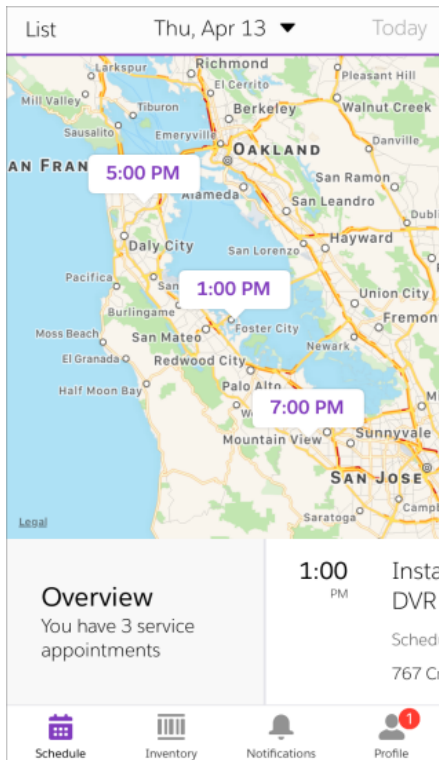 List
Thu, Apr 13
Today
Larkspur
Richmond
Pleasant Hill
El Cerrito
Mill Valley
Tiburon
Berkeley
Walnut Creek
Sausalito
Emeryville
Danville
OAKLAND
AN FRAN
5:00 PM
San Ramon
Alameda
San Leandro
Dubli
Daly City
San Lorenzo
Hayward
Pacifica
San
1:00 PM
Union City
Burlingame
Foster City
Fremon
Moss Beach
San Mateo
Newark
El Granada
Redwood City
Half Moon Bay
Palo Alto
7:00 PM
Mountain View
Sunnyvale
SAN JOSE
Saratoga
Campb
Legal
Overview
You have 3 service
appointments
1:00
PM
Insta
DVR
Schedu
767 Cr
1
Schedule
Inventory
Notifications
Profile